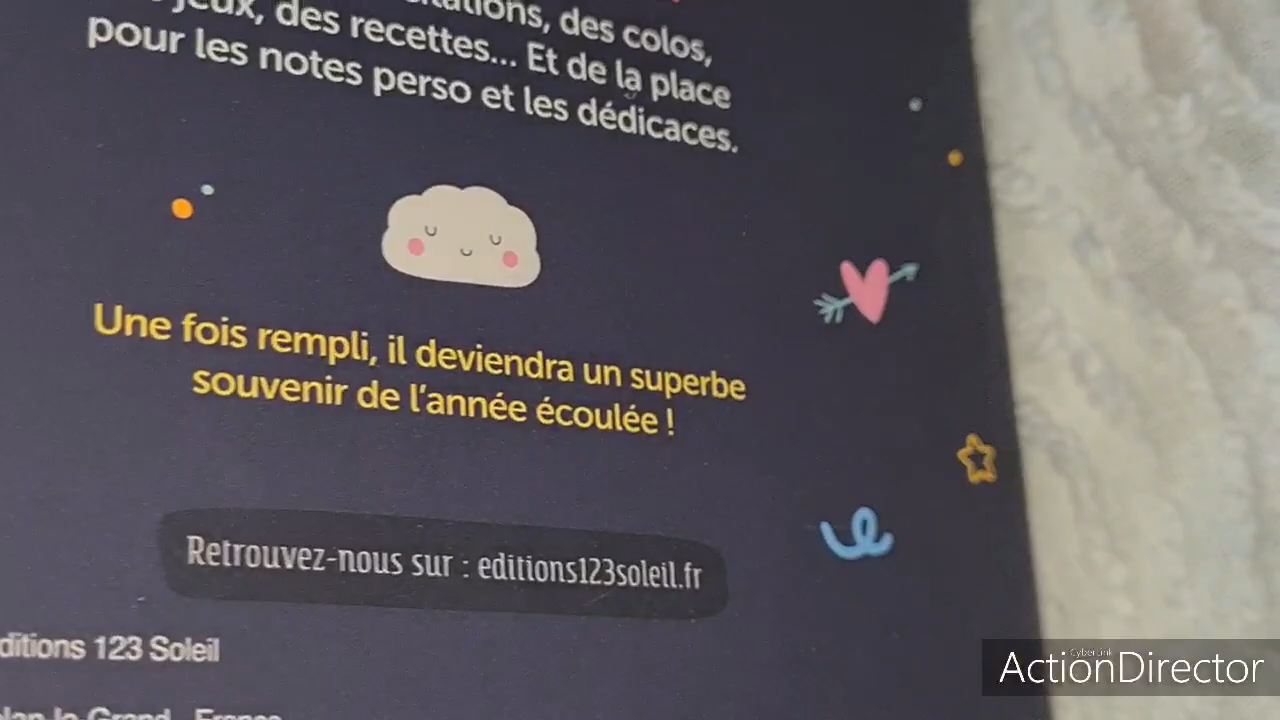 jeux, des recettes... Et de la place
des colos,
pour les notes perso et les dédicaces.
Une fois rempli, il deviendra un superbe
souvenir de l'année écoulée !
Retrouvez-nous sur : editions123soleil.fr
ditions 123 Soleil
CyberLink
ActionDirector